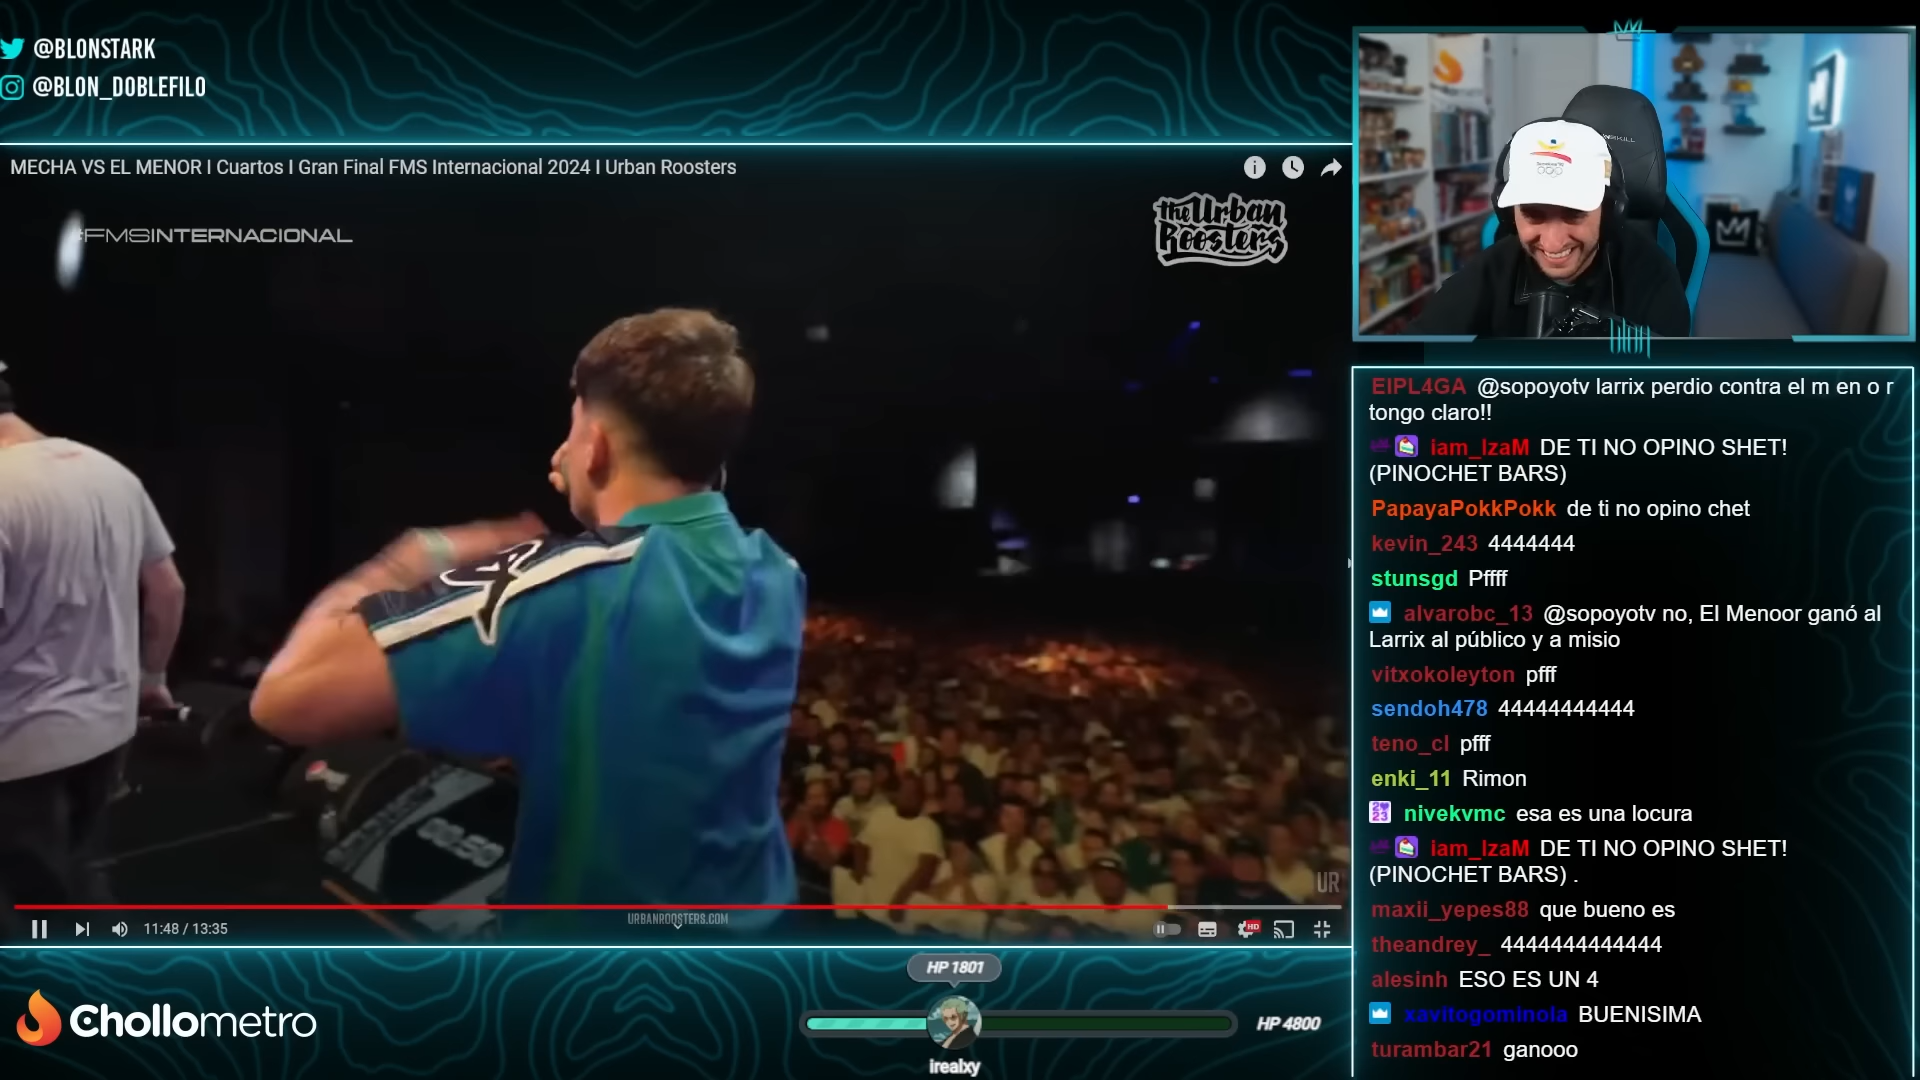 @BLONSTARK
@BLON_DOBLEFILO
MECHA VS EL MENOR I Cuartos I Gran Final FMS Internacional 2024 I Urban Roosters
#FMSINTERNACIONAL
the Urban
Roosters
UR
URBANROOSTERS.COM
11:48 / 13:35
HD
Chollometro
HP 1801
HP 4800
irealxy
EIPL4GA @sopoyotv larrix perdio contra el m en o r
tongo claro!!
iam_IzaM DE TI NO OPINO SHET!
(PINOCHET BARS)
PapayaPokkPokk de ti no opino chet
kevin_243 4444444
stunsgd Pffff
alvarobc_13 @sopoyotv no, El Menoor ganó al
Larrix al público y a misio
vitxokoleyton pfff
sendoh478 44444444444
teno_cl pfff
enki_11 Rimon
nivekvmc esa es una locura
iam_IzaM DE TI NO OPINO SHET!
(PINOCHET BARS) .
maxii_yepes88 que bueno es
theandrey_ 4444444444444
alesinh ESO ES UN 4
xavitogominola BUENISIMA
turambar21 ganooo